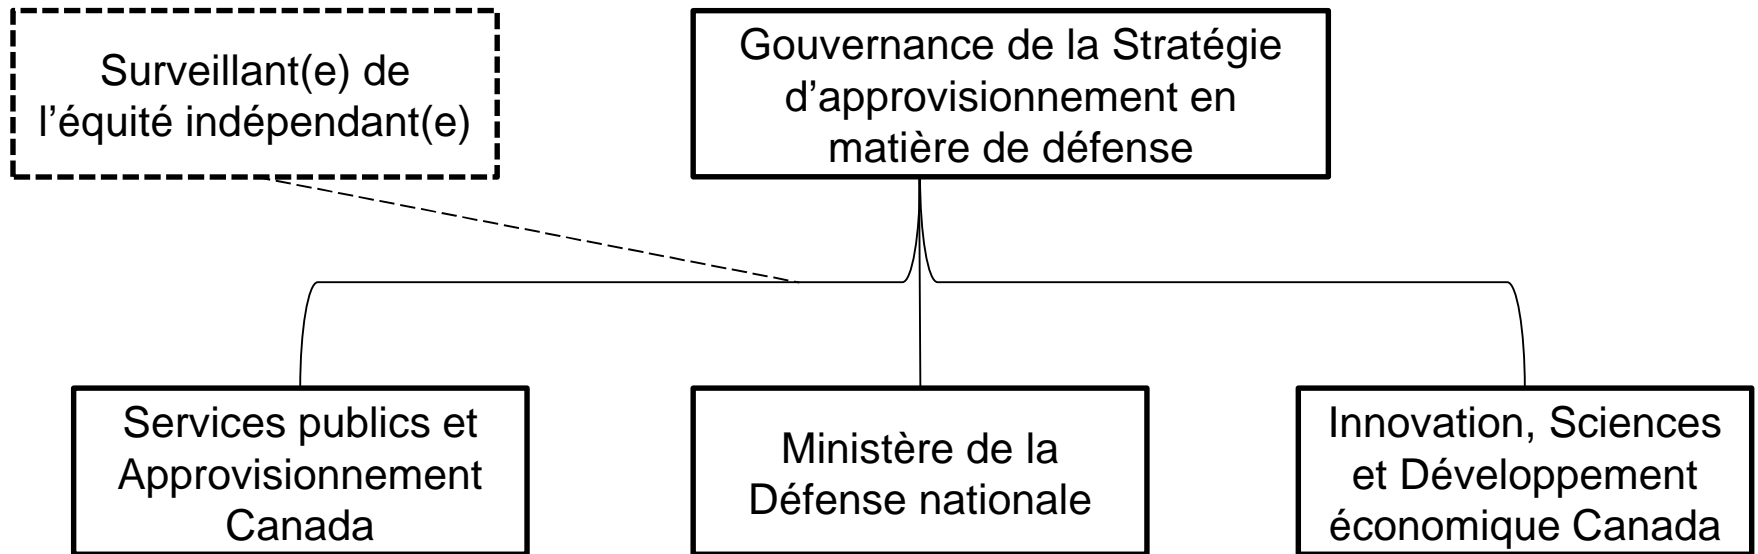 Surveillant(e) de
l’équité indépendant(e)
Gouvernance de la Stratégie
d’approvisionnement en
matière de défense
Services publics et
Approvisionnement
Canada
Ministère de la
Défense nationale
Innovation, Sciences
et Développement
économique Canada